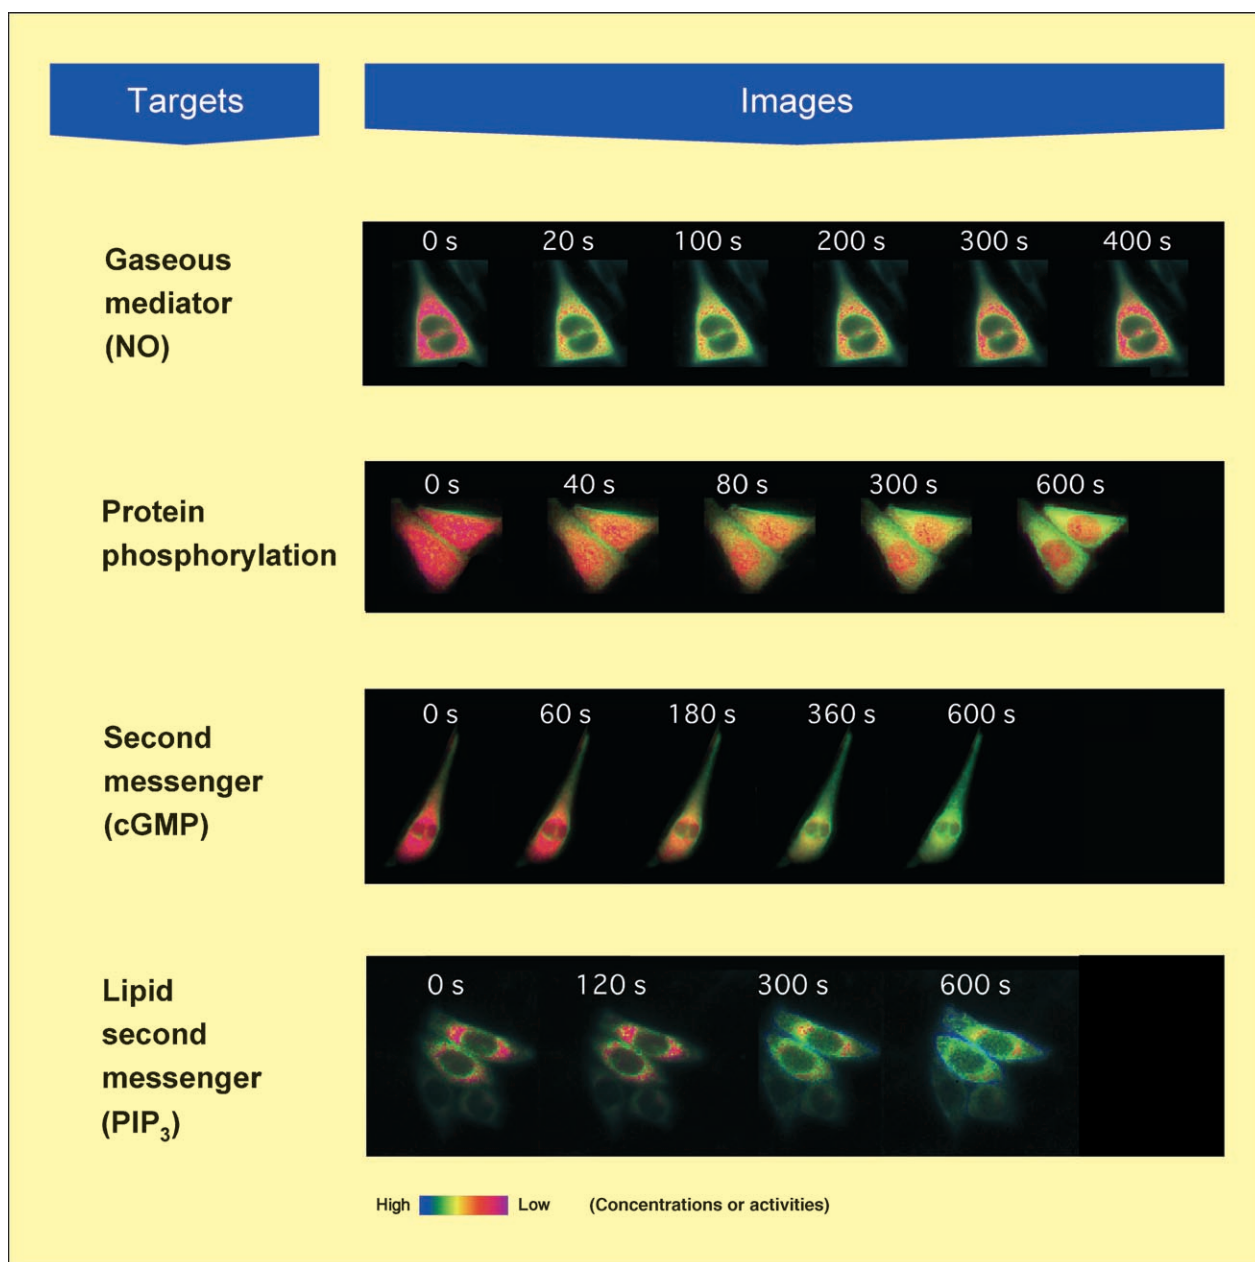 Targets
Images
Gaseous
mediator
(NO)
0 s 20 s 100 s 200 s 300 s 400 s
Protein
phosphorylation
0 s 40 s 80 s 300 s 600 s
Second
messenger
(cGMP)
0 s 60 s 180 s 360 s 600 s
Lipid
second
messenger
(PIP₃)
0 s 120 s 300 s 600 s
High Low (Concentrations or activities)